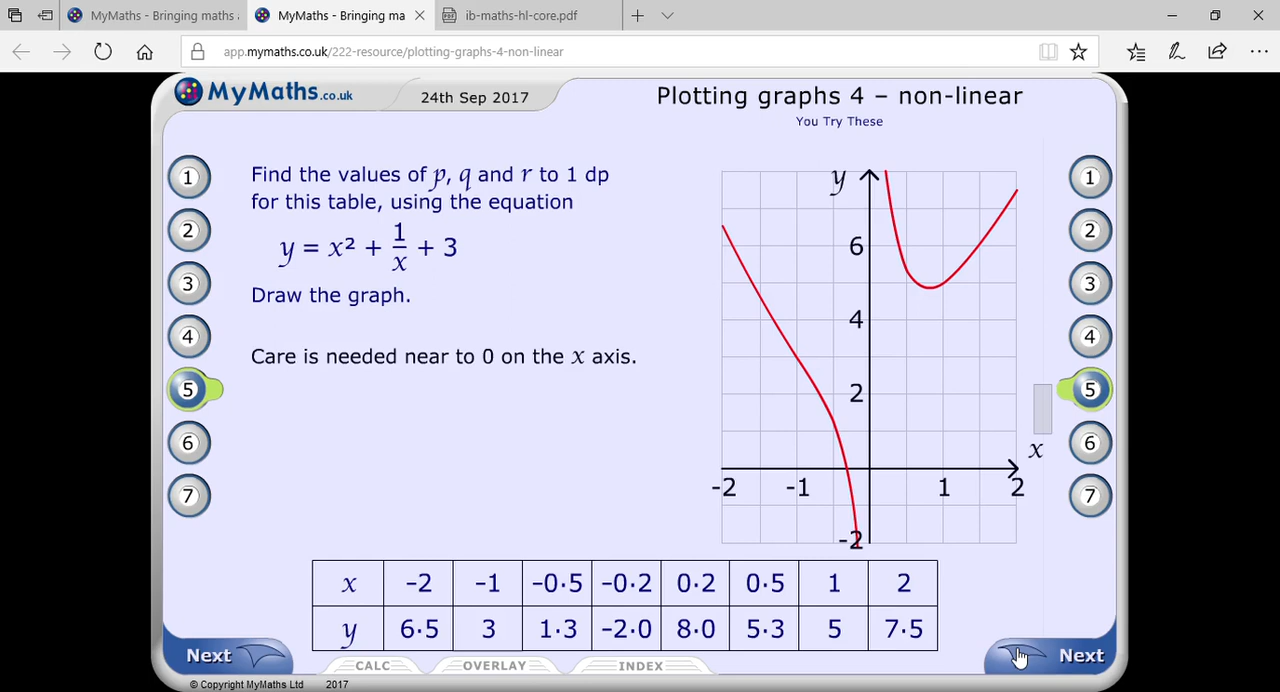 MyMaths - Bringing maths
MyMaths - Bringing ma
ib-maths-hl-core.pdf
app.mymaths.co.uk/222-resource/plotting-graphs-4-non-linear
MyMaths.co.uk
24th Sep 2017
Plotting graphs 4 – non-linear
You Try These
Find the values of p, q and r to 1 dp
for this table, using the equation
y = x² + 1/x + 3
Draw the graph.
Care is needed near to 0 on the x axis.
1
2
3
4
5
6
7
y
6
4
2
x
-2 -1 1 2
-2
1
2
3
4
5
6
7
x -2 -1 -0·5 -0·2 0·2 0·5 1 2
y 6·5 3 1·3 -2·0 8·0 5·3 5 7·5
Next
CALC OVERLAY INDEX
Next
© Copyright MyMaths Ltd 2017